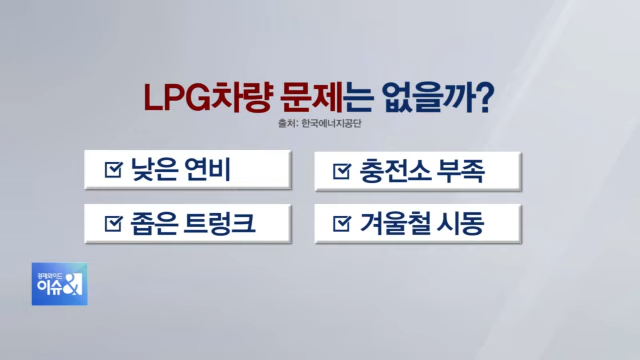 LPG차량 문제는 없을까?
출처: 한국에너지공단
낮은 연비
충전소 부족
좁은 트렁크
겨울철 시동
경제와이드
이슈&